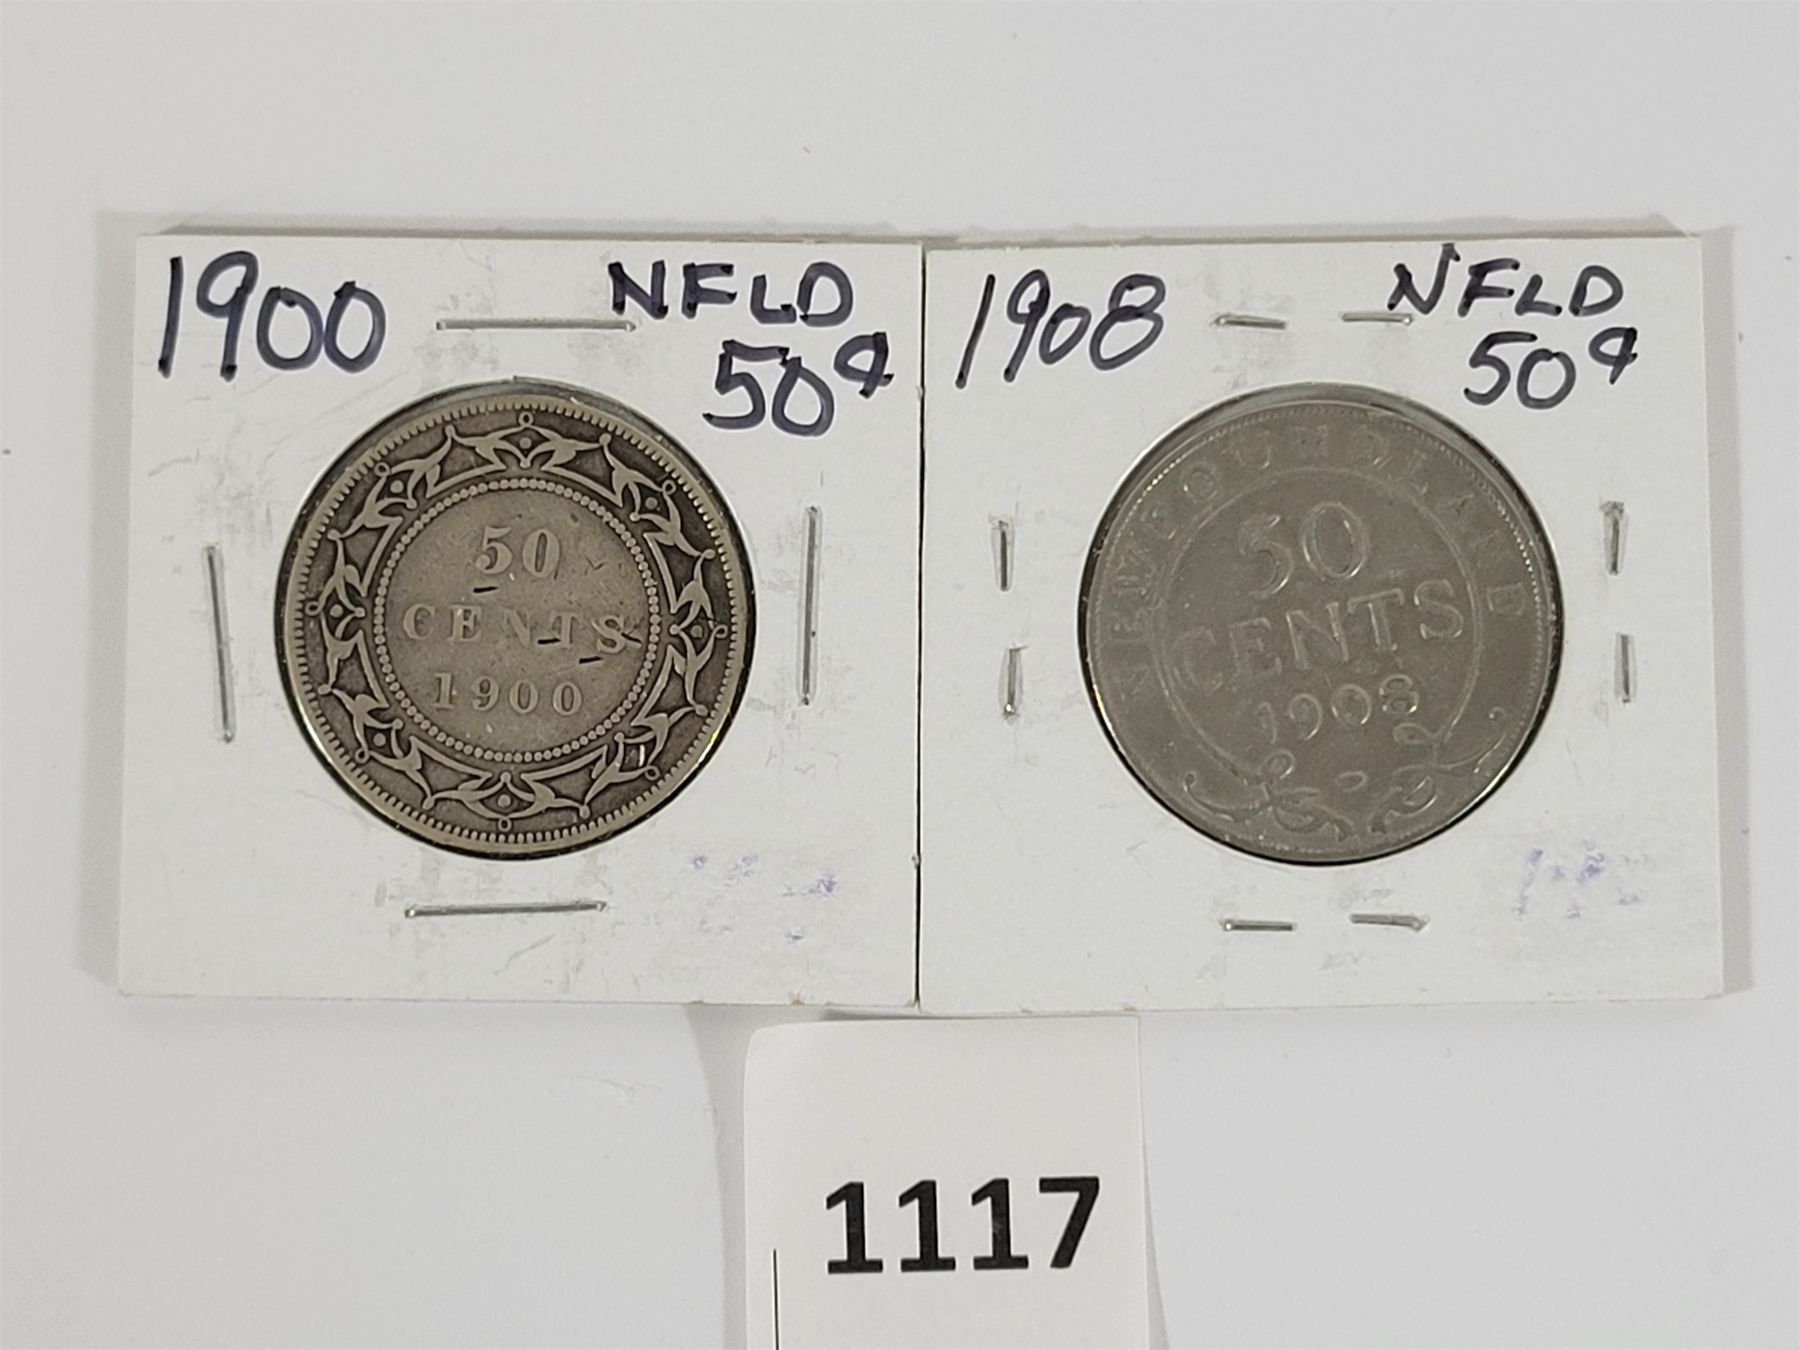 1900 NFLD
50¢
50
CENTS
1900
1908 NFLD
50¢
NEWFOUNDLAND
50
CENTS
1908
1117